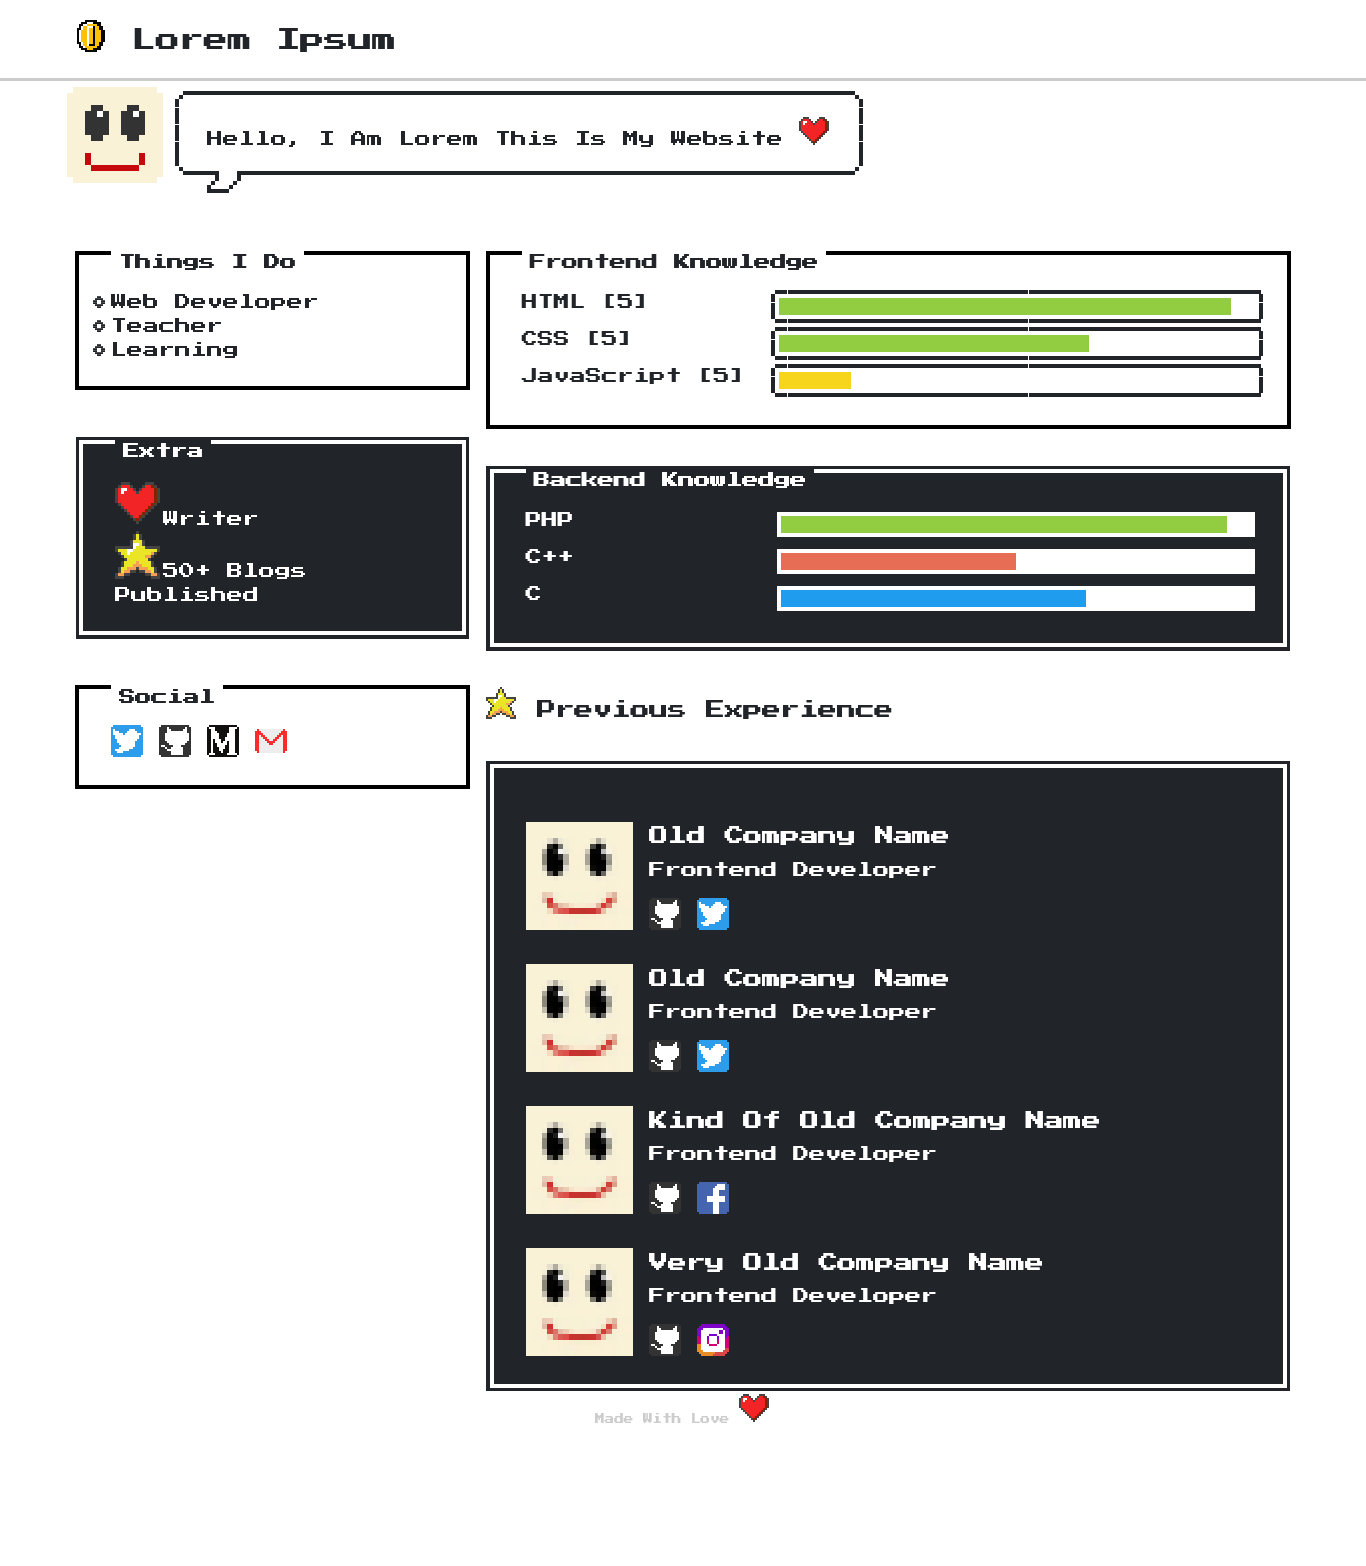 Lorem Ipsum
Hello, I Am Lorem This Is My Website
Things I Do
Web Developer
Teacher
Learning
Extra
Writer
50+ Blogs
Published
Social
Frontend Knowledge
HTML [5]
CSS [5]
JavaScript [5]
Backend Knowledge
PHP
C++
C
Previous Experience
Old Company Name
Frontend Developer
Old Company Name
Frontend Developer
Kind Of Old Company Name
Frontend Developer
Very Old Company Name
Frontend Developer
Made With Love